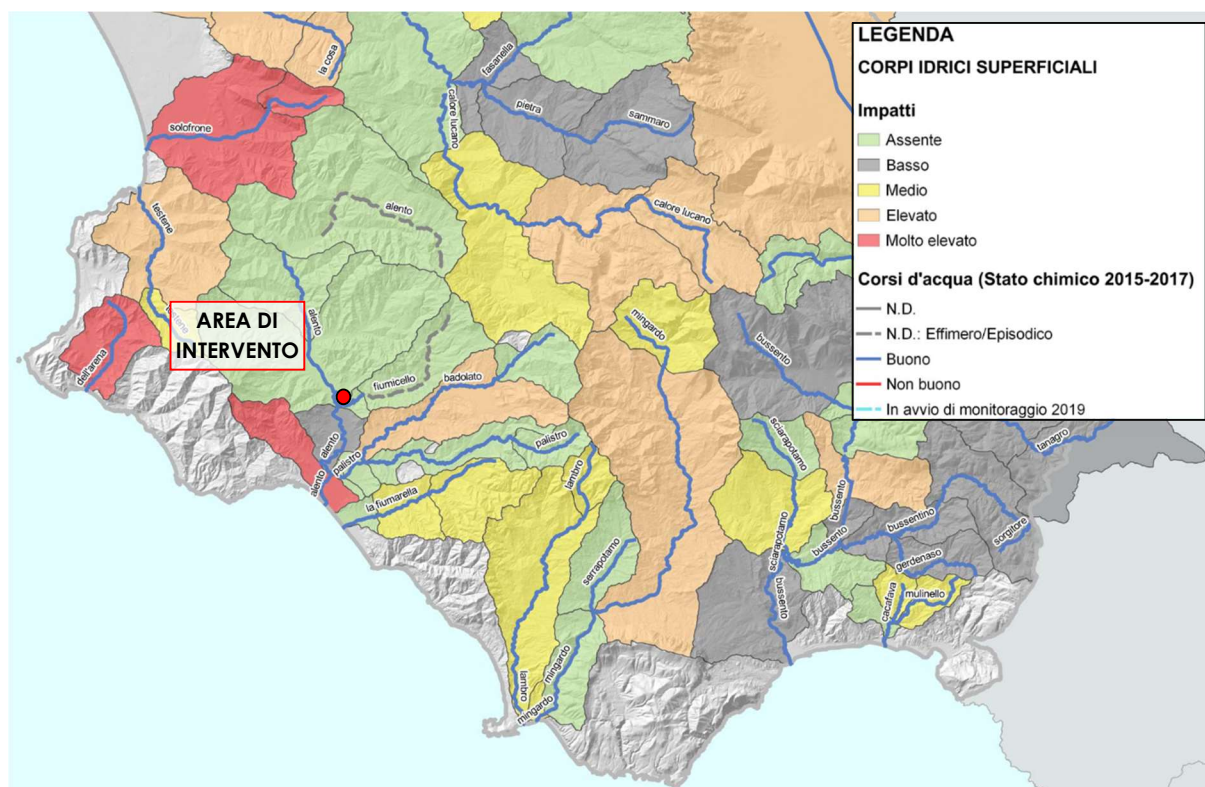 LEGENDA
CORPI IDRICI SUPERFICIALI
Impatti
Assente
Basso
Medio
Elevato
Molto elevato
Corsi d'acqua (Stato chimico 2015-2017)
N.D.
N.D.: Effimero/Episodico
Buono
Non buono
In avvio di monitoraggio 2019
la cosa
fasanella
solofrone
calore lucano
pietra
sammaro
testene
alento
calore lucano
AREA DI
INTERVENTO
testene
alento
mingardo
bussento
dell'arena
fiumicello
badolato
alento
palistro
palistro
sciarapotamo
tanagro
alento
lambro
bussento
la fiumarella
bussentino
sorgitore
bussento
serrapotamo
sciarapotamo
gerdenaso
bussento
cacafava
mulinello
mingardo
lambro
mingardo